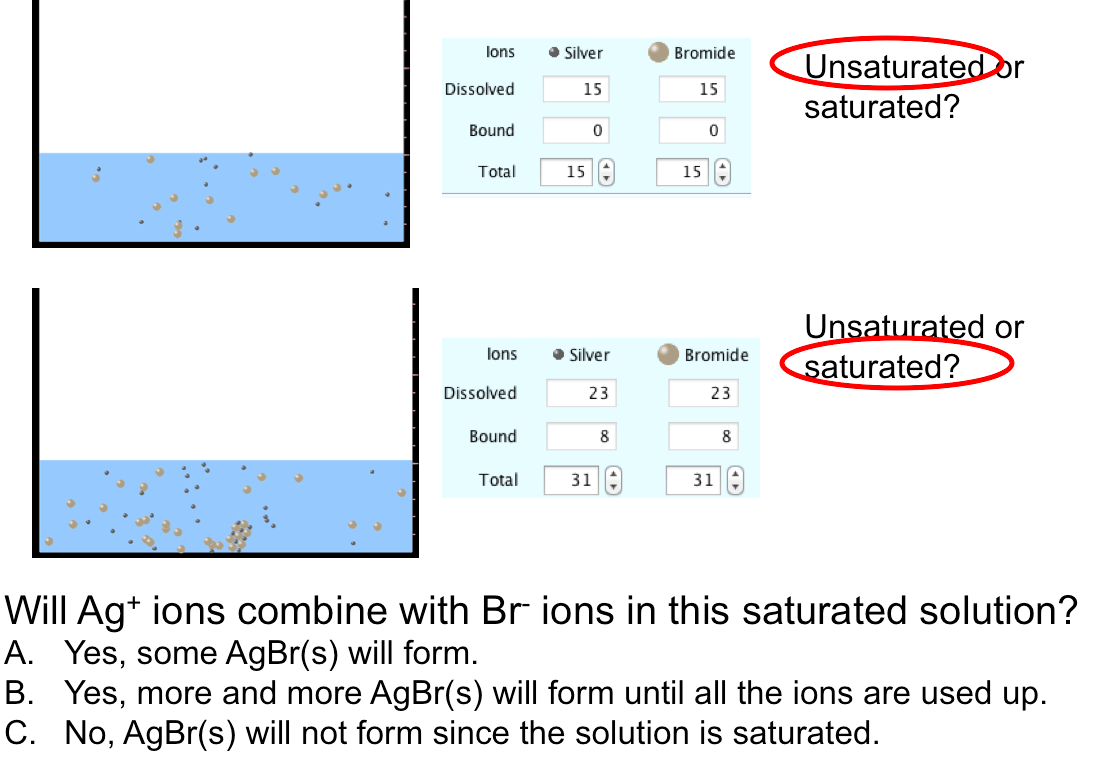 Ions Silver Bromide
Dissolved 15 15
Bound 0 0
Total 15 15
Unsaturated or
saturated?
Ions Silver Bromide
Dissolved 23 23
Bound 8 8
Total 31 31
Unsaturated or
saturated?
Will Ag⁺ ions combine with Br⁻ ions in this saturated solution?
A. Yes, some AgBr(s) will form.
B. Yes, more and more AgBr(s) will form until all the ions are used up.
C. No, AgBr(s) will not form since the solution is saturated.